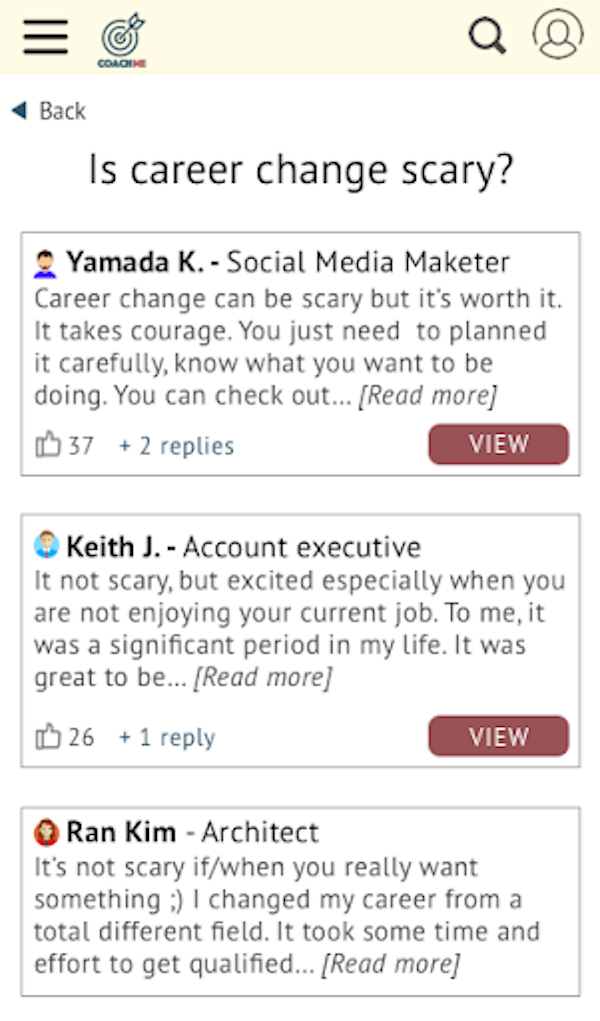 COACHME
Back
Is career change scary?
Yamada K. - Social Media Maketer
Career change can be scary but it's worth it.
It takes courage. You just need to planned
it carefully, know what you want to be
doing. You can check out... [Read more]
37 + 2 replies VIEW
Keith J. - Account executive
It not scary, but excited especially when you
are not enjoying your current job. To me, it
was a significant period in my life. It was
great to be... [Read more]
26 + 1 reply VIEW
Ran Kim - Architect
It's not scary if/when you really want
something ;) I changed my career from a
total different field. It took some time and
effort to get qualified... [Read more]